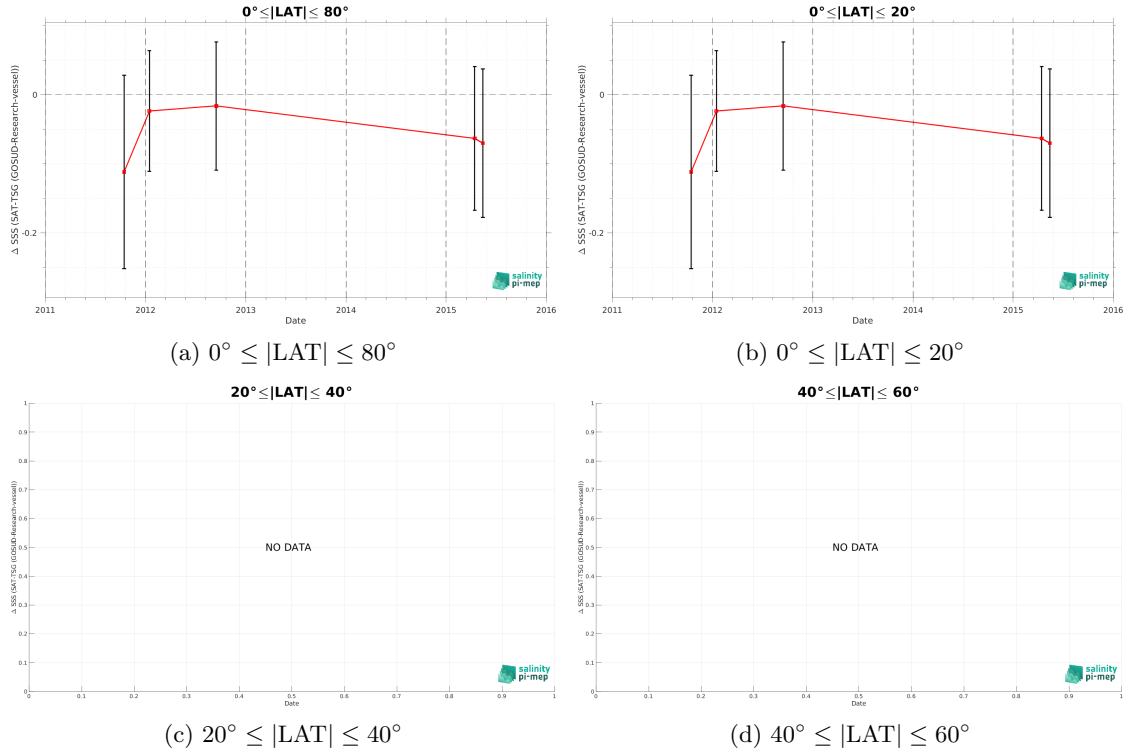 0°≤|LAT|≤ 80°
Δ SSS (SAT-TSG (GOSUD-Research-vessel))
0
-0.2
2011 2012 2013 2014 2015 2016
Date
salinity
pi-mep
(a) 0° ≤ |LAT| ≤ 80°
0°≤|LAT|≤ 20°
Δ SSS (SAT-TSG (GOSUD-Research-vessel))
0
-0.2
2011 2012 2013 2014 2015 2016
Date
salinity
pi-mep
(b) 0° ≤ |LAT| ≤ 20°
20°≤|LAT|≤ 40°
Δ SSS (SAT-TSG (GOSUD-Research-vessel))
1
0.9
0.8
0.7
0.6
0.5
0.4
0.3
0.2
0.1
0
NO DATA
0 0.1 0.2 0.3 0.4 0.5 0.6 0.7 0.8 0.9 1
Date
salinity
pi-mep
(c) 20° ≤ |LAT| ≤ 40°
40°≤|LAT|≤ 60°
Δ SSS (SAT-TSG (GOSUD-Research-vessel))
1
0.9
0.8
0.7
0.6
0.5
0.4
0.3
0.2
0.1
0
NO DATA
0 0.1 0.2 0.3 0.4 0.5 0.6 0.7 0.8 0.9 1
Date
salinity
pi-mep
(d) 40° ≤ |LAT| ≤ 60°